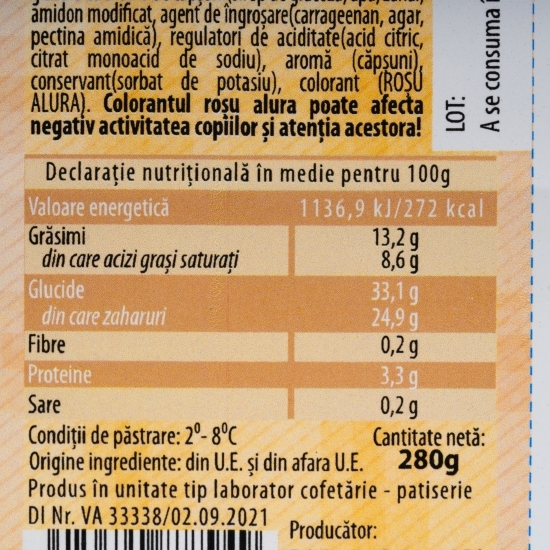 amidon modificat, agent de îngroșare(carrageenan, agar,
pectina amidică), regulatori de aciditate(acid citric,
citrat monoacid de sodiu), aromă (căpșuni),
conservant(sorbat de potasiu), colorant (ROȘU
ALURA). Colorantul roșu alura poate afecta
negativ activitatea copiilor și atenția acestora!
LOT:
A se consuma
Declarație nutrițională în medie pentru 100g
Valoare energetică 1136,9 kJ/272 kcal
Grăsimi 13,2 g
din care acizi grași saturați 8,6 g
Glucide 33,1 g
din care zaharuri 24,9 g
Fibre 0,2 g
Proteine 3,3 g
Sare 0,2 g
Condiții de păstrare: 2⁰- 8⁰C
Cantitate netă:
Origine ingrediente: din U.E. și din afara U.E. 280g
Produs în unitate tip laborator cofetărie - patiserie
DI Nr. VA 33338/02.09.2021
Producător: